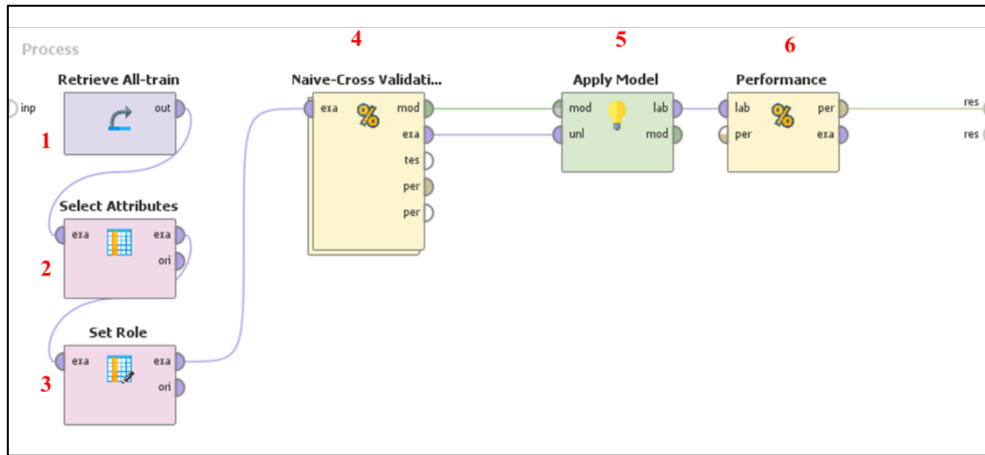 Process
4
5
6
Retrieve All-train
Naive-Cross Validati...
Apply Model
Performance
inp
out
1
exa
mod
exa
tes
per
per
mod
lab
unl
mod
lab
per
per
exa
res
res
Select Attributes
exa
exa
ori
2
Set Role
exa
exa
ori
3